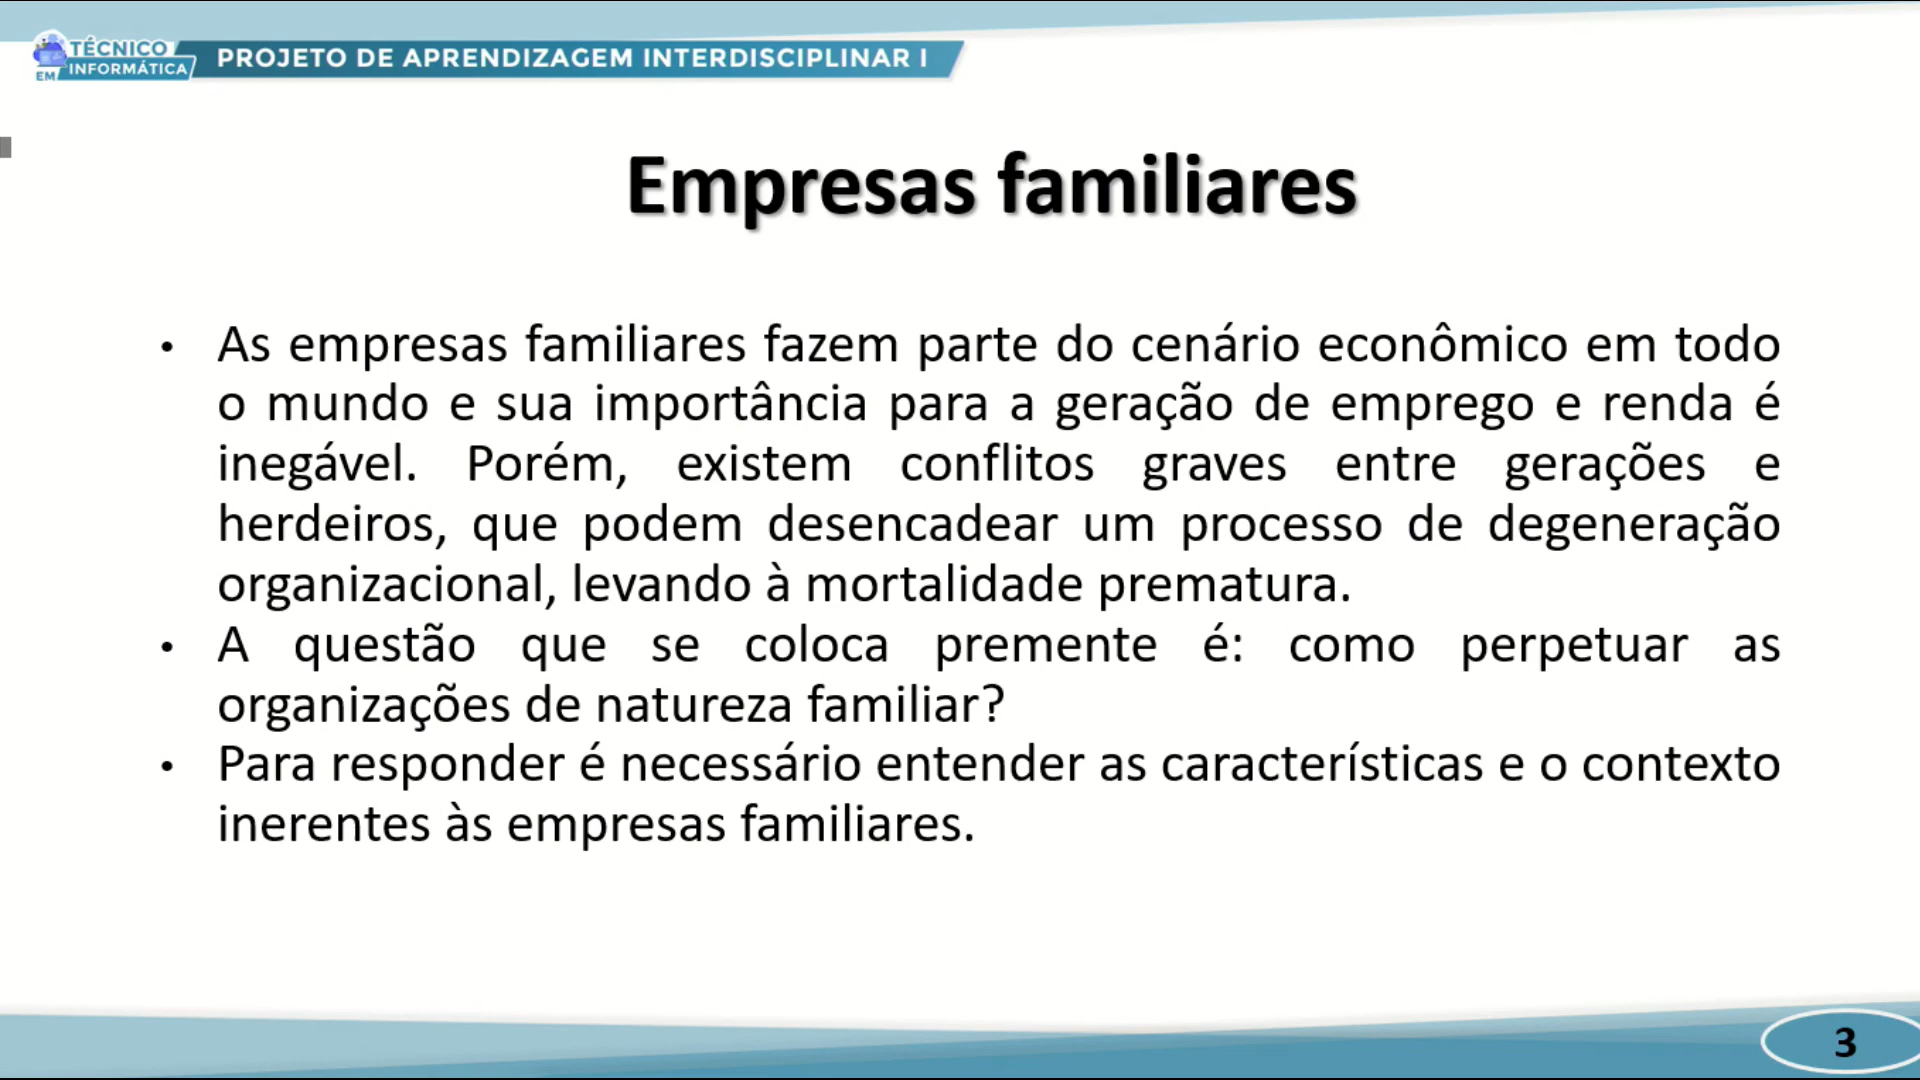 TÉCNICO
EM INFORMÁTICA
PROJETO DE APRENDIZAGEM INTERDISCIPLINAR I
Empresas familiares
• As empresas familiares fazem parte do cenário econômico em todo
o mundo e sua importância para a geração de emprego e renda é
inegável. Porém, existem conflitos graves entre gerações e
herdeiros, que podem desencadear um processo de degeneração
organizacional, levando à mortalidade prematura.
• A questão que se coloca premente é: como perpetuar as
organizações de natureza familiar?
• Para responder é necessário entender as características e o contexto
inerentes às empresas familiares.
3